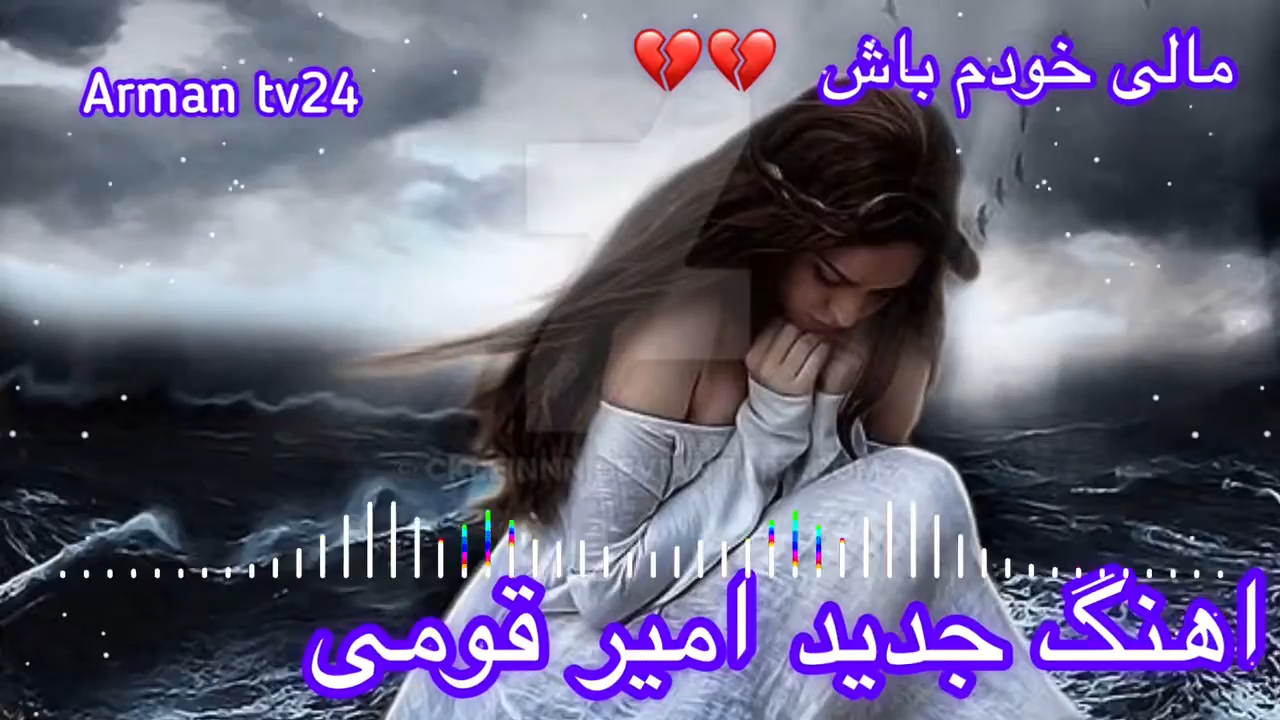 مالی خودم باش 💔💔
Arman tv24
اهنگ جدید امیر قومی